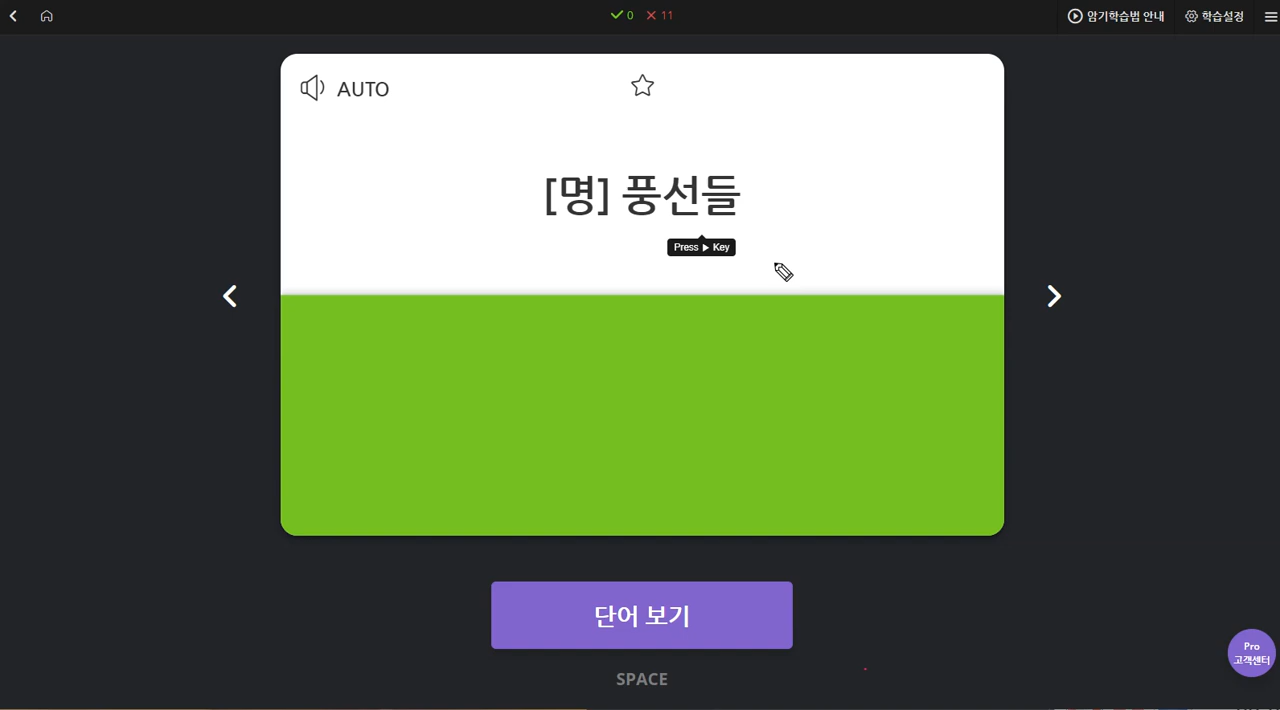 0 11
암기학습법 안내 학습설정
AUTO
[명] 풍선들
Press ▶ Key
단어 보기
SPACE
Pro
고객센터